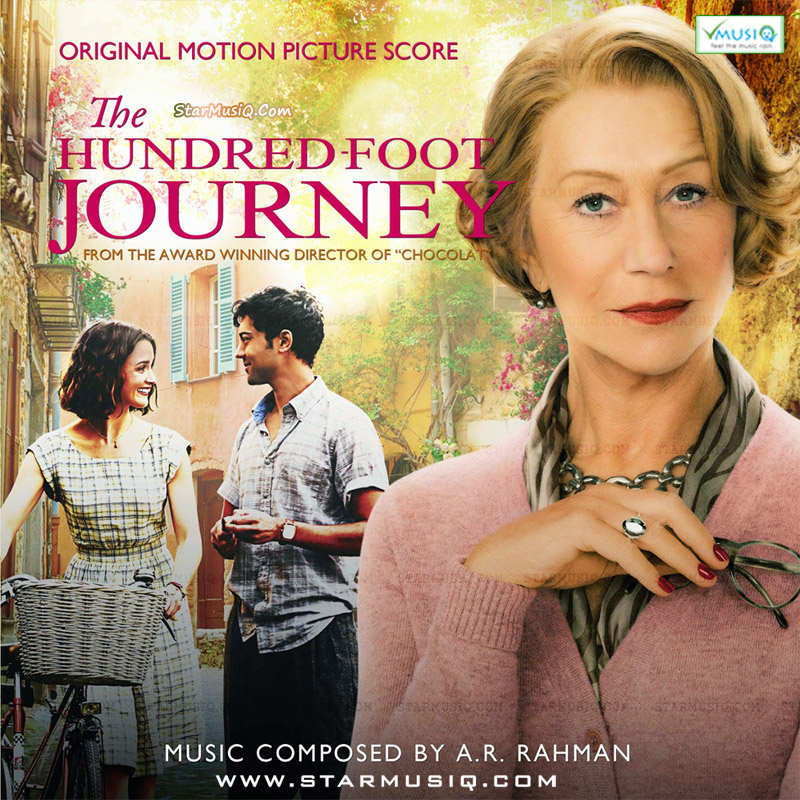 ORIGINAL MOTION PICTURE SCORE
VMUSIQ
feel the music rain
The
StarMusiQ.Com
HUNDRED-FOOT
JOURNEY
FROM THE AWARD WINNING DIRECTOR OF “CHOCOLAT”
MUSIC COMPOSED BY A.R. RAHMAN
WWW.STARMUSIQ.COM